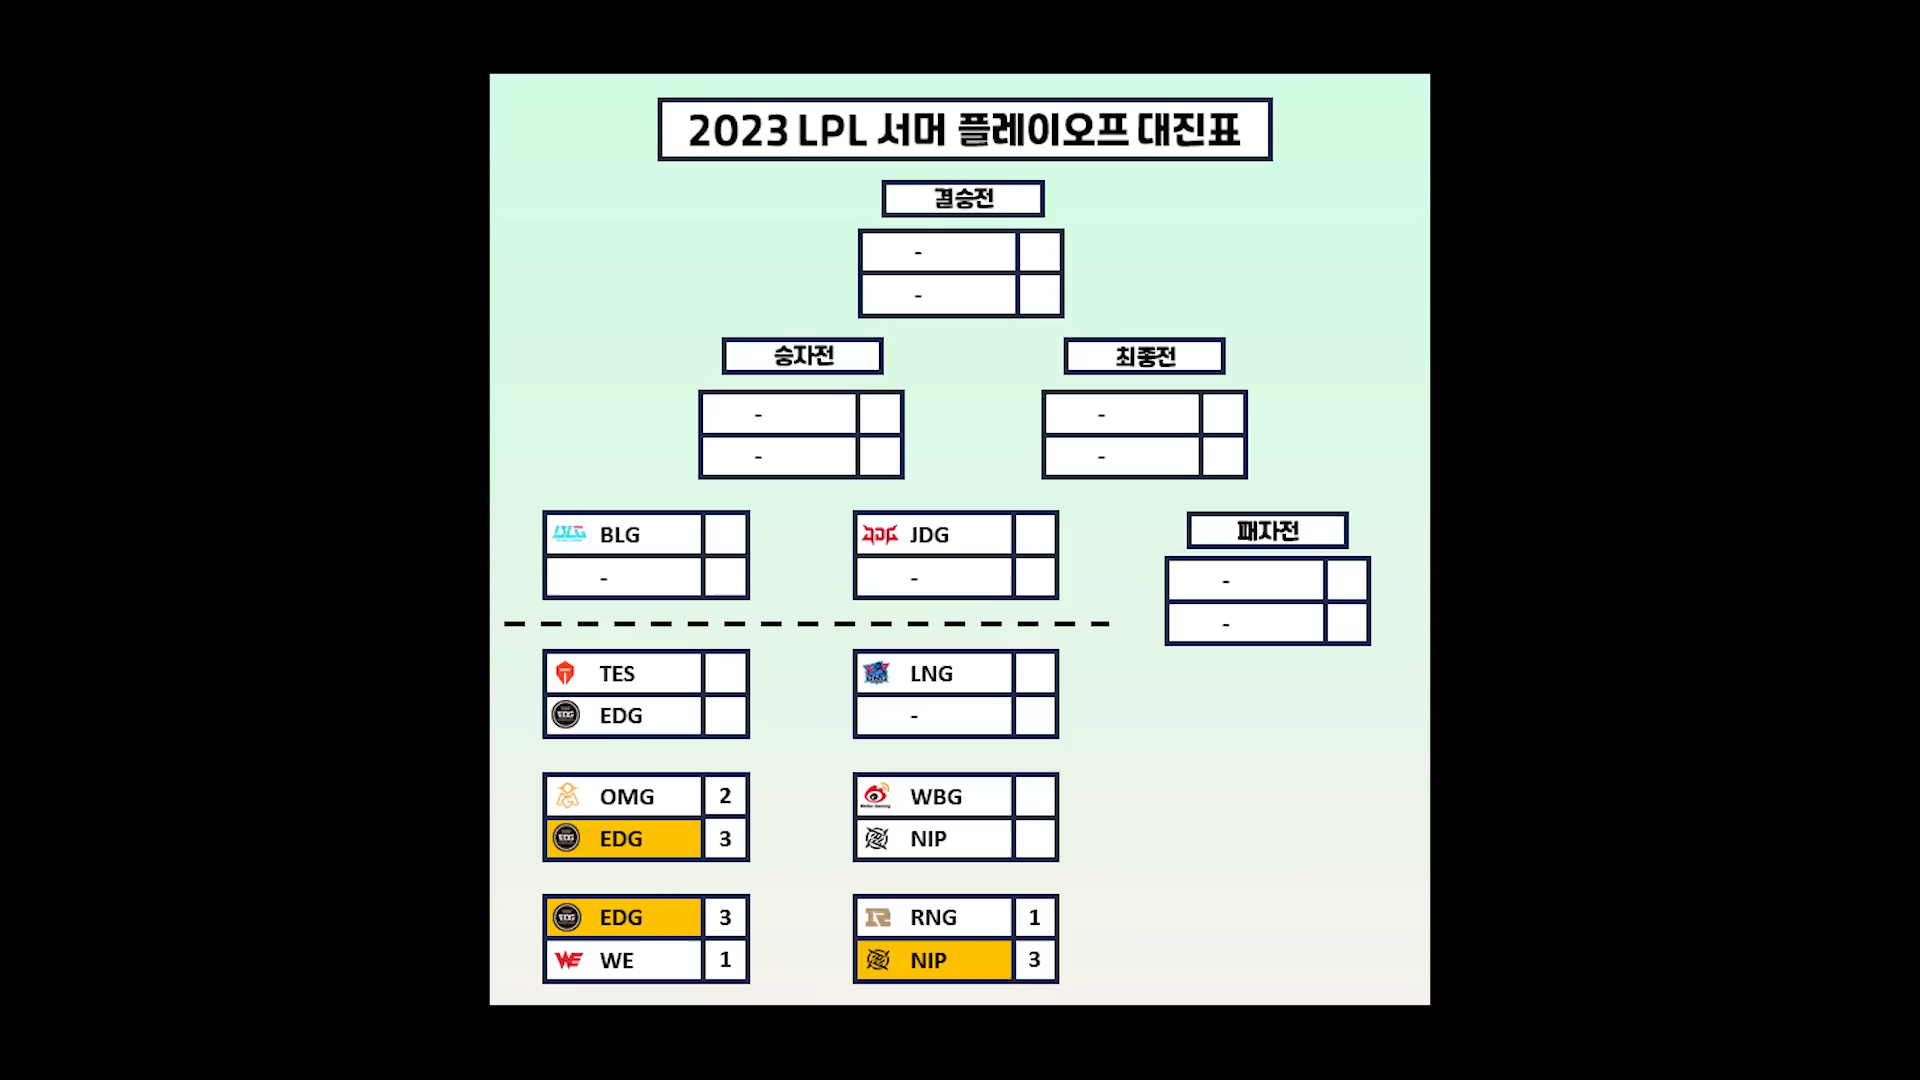 2023 LPL 서머 플레이오프 대진표
결승전
-
-
승자전
최종전
-
-
-
-
BLG
-
JDG
-
패자전
-
-
TES
EDG
LNG
-
OMG 2
EDG 3
WBG
NIP
EDG 3
WE 1
RNG 1
NIP 3